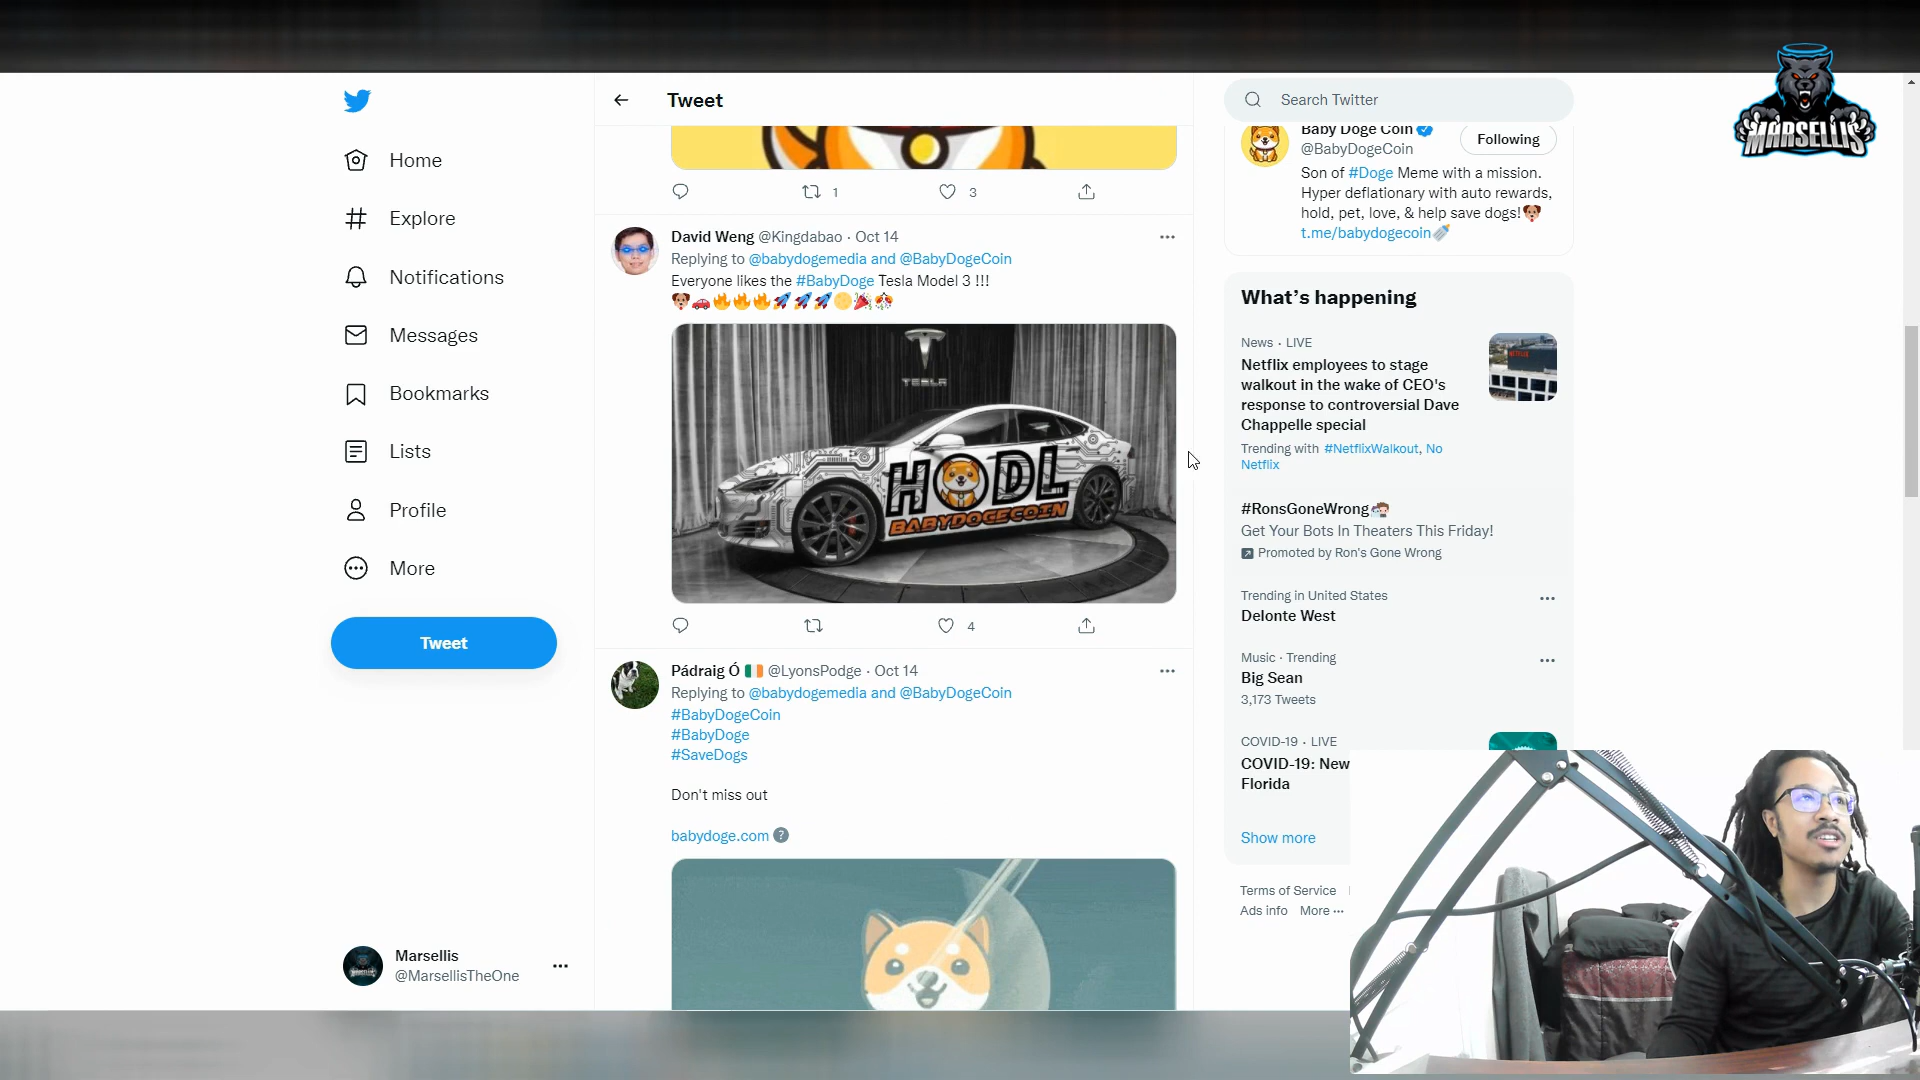 Home
Explore
Notifications
Messages
Bookmarks
Lists
Profile
More
Tweet
Marsellis
@MarsellisTheOne
Tweet
1
3
David Weng @Kingdabao · Oct 14
Replying to @babydogemedia and @BabyDogeCoin
Everyone likes the #BabyDoge Tesla Model 3 !!!
🐶🚗🔥🔥🔥🚀🚀🚀🌕🎉🎊
TESLA
HODL
BABYDOGECOIN
4
Pádraig Ó 🇮🇪 @LyonsPodge · Oct 14
Replying to @babydogemedia and @BabyDogeCoin
#BabyDogeCoin
#BabyDoge
#SaveDogs
Don't miss out
babydoge.com
Search Twitter
Baby Doge Coin
@BabyDogeCoin
Following
Son of #Doge Meme with a mission.
Hyper deflationary with auto rewards,
hold, pet, love, & help save dogs!🐶
t.me/babydogecoin🍼
What's happening
News · LIVE
Netflix employees to stage
walkout in the wake of CEO's
response to controversial Dave
Chappelle special
Trending with #NetflixWalkout, No
Netflix
NETFLIX
#RonsGoneWrong
Get Your Bots In Theaters This Friday!
Promoted by Ron's Gone Wrong
Trending in United States
Delonte West
Music · Trending
Big Sean
3,173 Tweets
COVID-19 · LIVE
COVID-19: New
Florida
Show more
Terms of Service
Ads info More ···
MARSELLIS